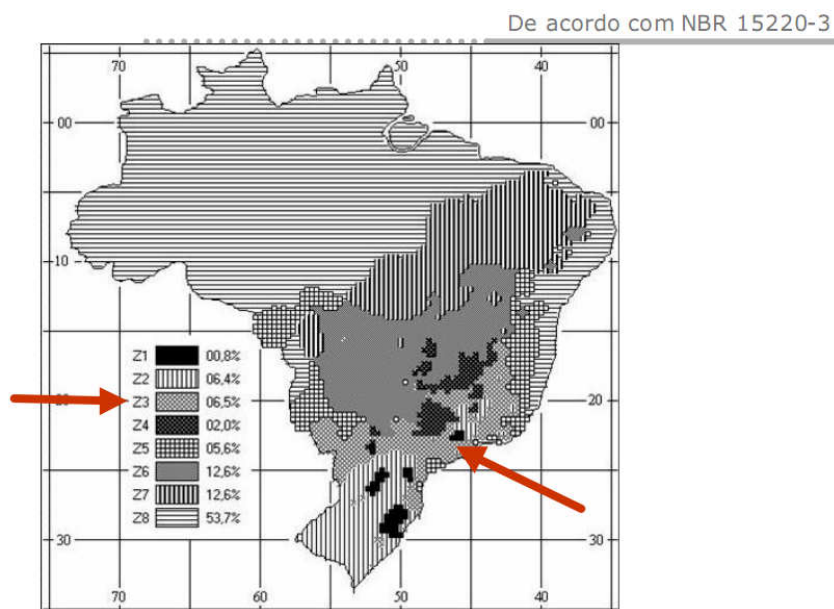 De acordo com NBR 15220-3
70 50 40
00 00
10 10
Z1 00,8%
Z2 06,4%
Z3 06,5%
20 20
Z4 02,0%
Z5 05,6%
Z6 12,6%
Z7 12,6%
Z8 53,7%
30 30
70 60 50 40